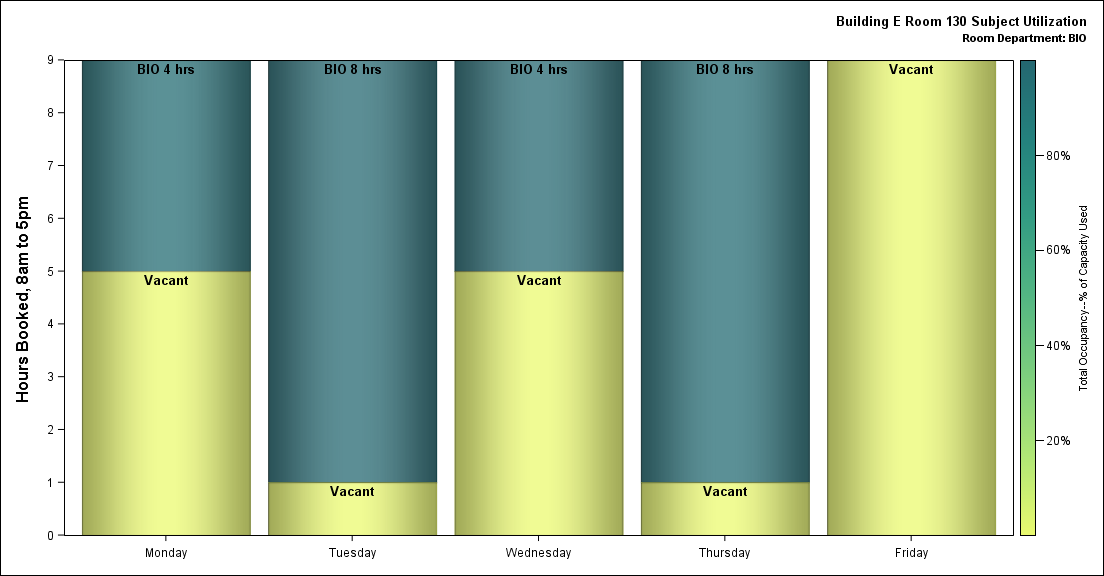 Building E Room 130 Subject Utilization
Room Department: BIO
Hours Booked, 8am to 5pm
9
8
7
6
5
4
3
2
1
0
BIO 4 hrs
Vacant
BIO 8 hrs
Vacant
BIO 4 hrs
Vacant
BIO 8 hrs
Vacant
Vacant
Monday
Tuesday
Wednesday
Thursday
Friday
80%
60%
40%
20%
Total Occupancy--% of Capacity Used